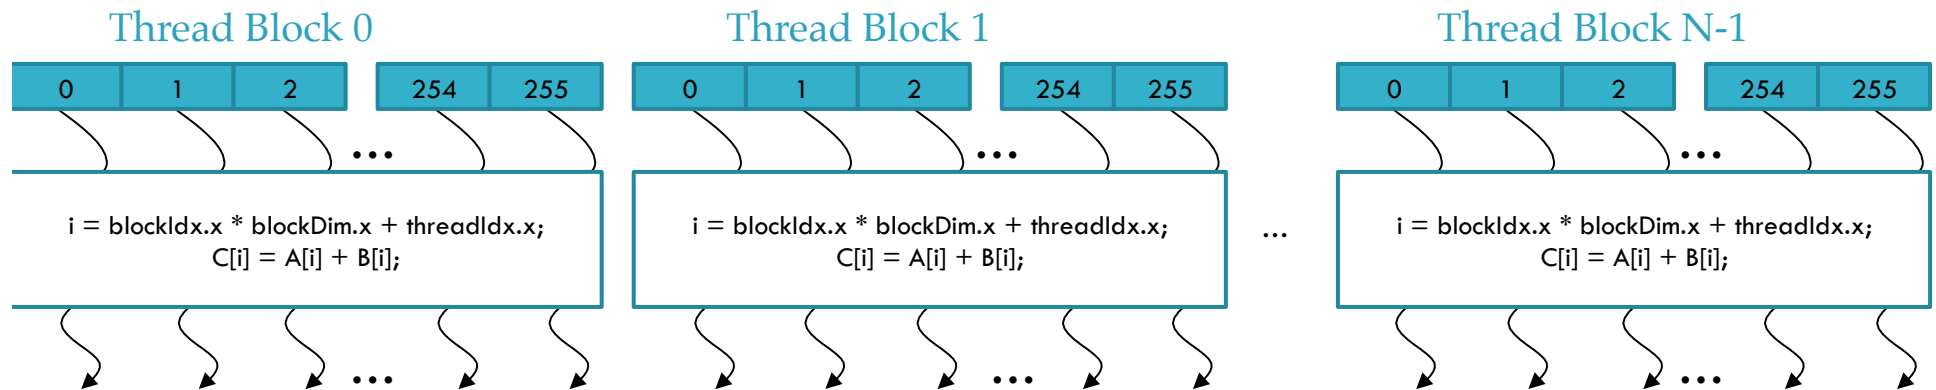 Thread Block 0
0 1 2 254 255
...
i = blockIdx.x * blockDim.x + threadIdx.x;
C[i] = A[i] + B[i];
...
Thread Block 1
0 1 2 254 255
...
i = blockIdx.x * blockDim.x + threadIdx.x;
C[i] = A[i] + B[i];
...
...
Thread Block N-1
0 1 2 254 255
...
i = blockIdx.x * blockDim.x + threadIdx.x;
C[i] = A[i] + B[i];
...